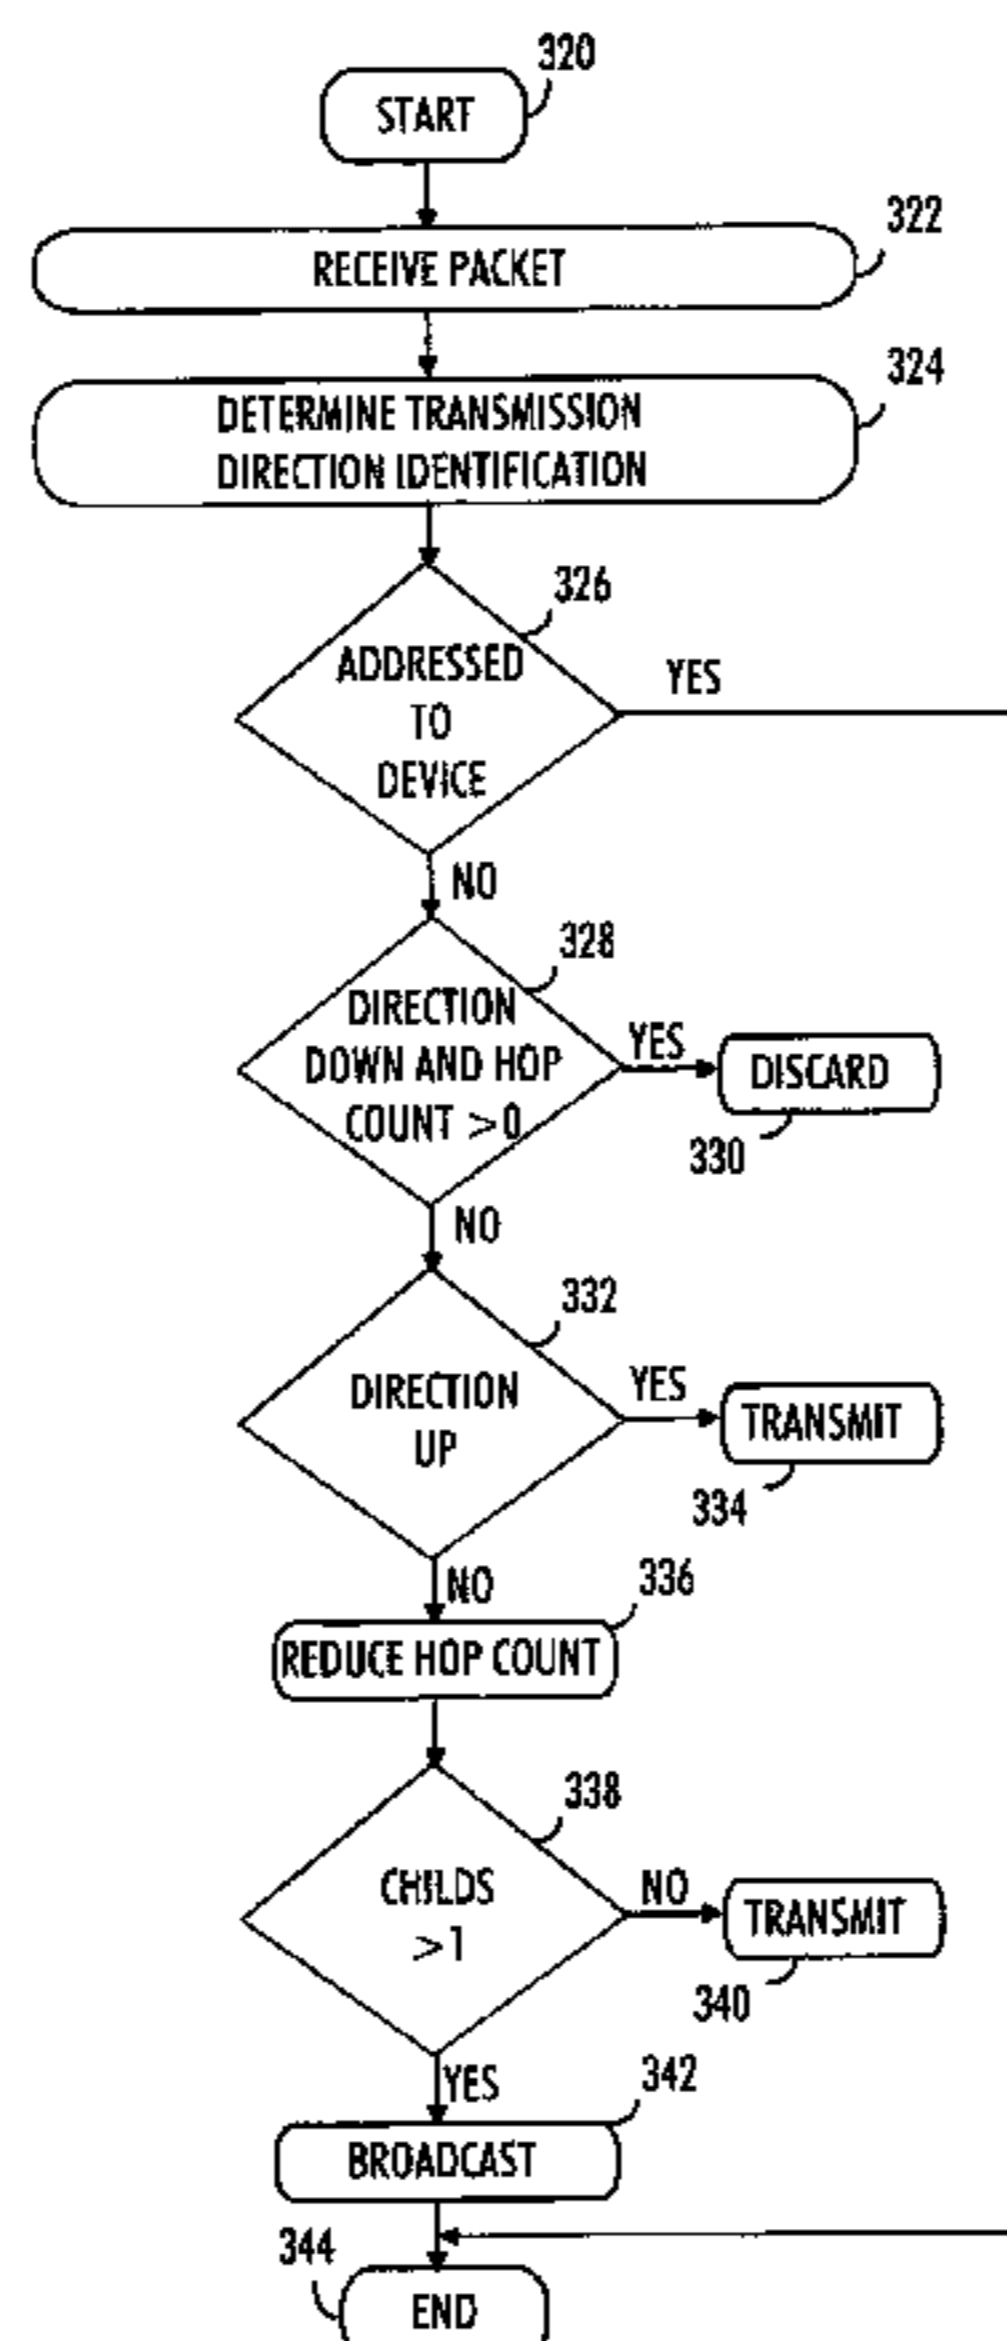 320
START
322
RECEIVE PACKET
324
DETERMINE TRANSMISSION
DIRECTION IDENTIFICATION
326
ADDRESSED
TO
DEVICE
YES
NO
328
DIRECTION
DOWN AND HOP
COUNT >0
YES
DISCARD
330
NO
332
DIRECTION
UP
YES
TRANSMIT
334
NO
336
REDUCE HOP COUNT
338
CHILDS
>1
NO
TRANSMIT
340
YES
342
BROADCAST
344
END